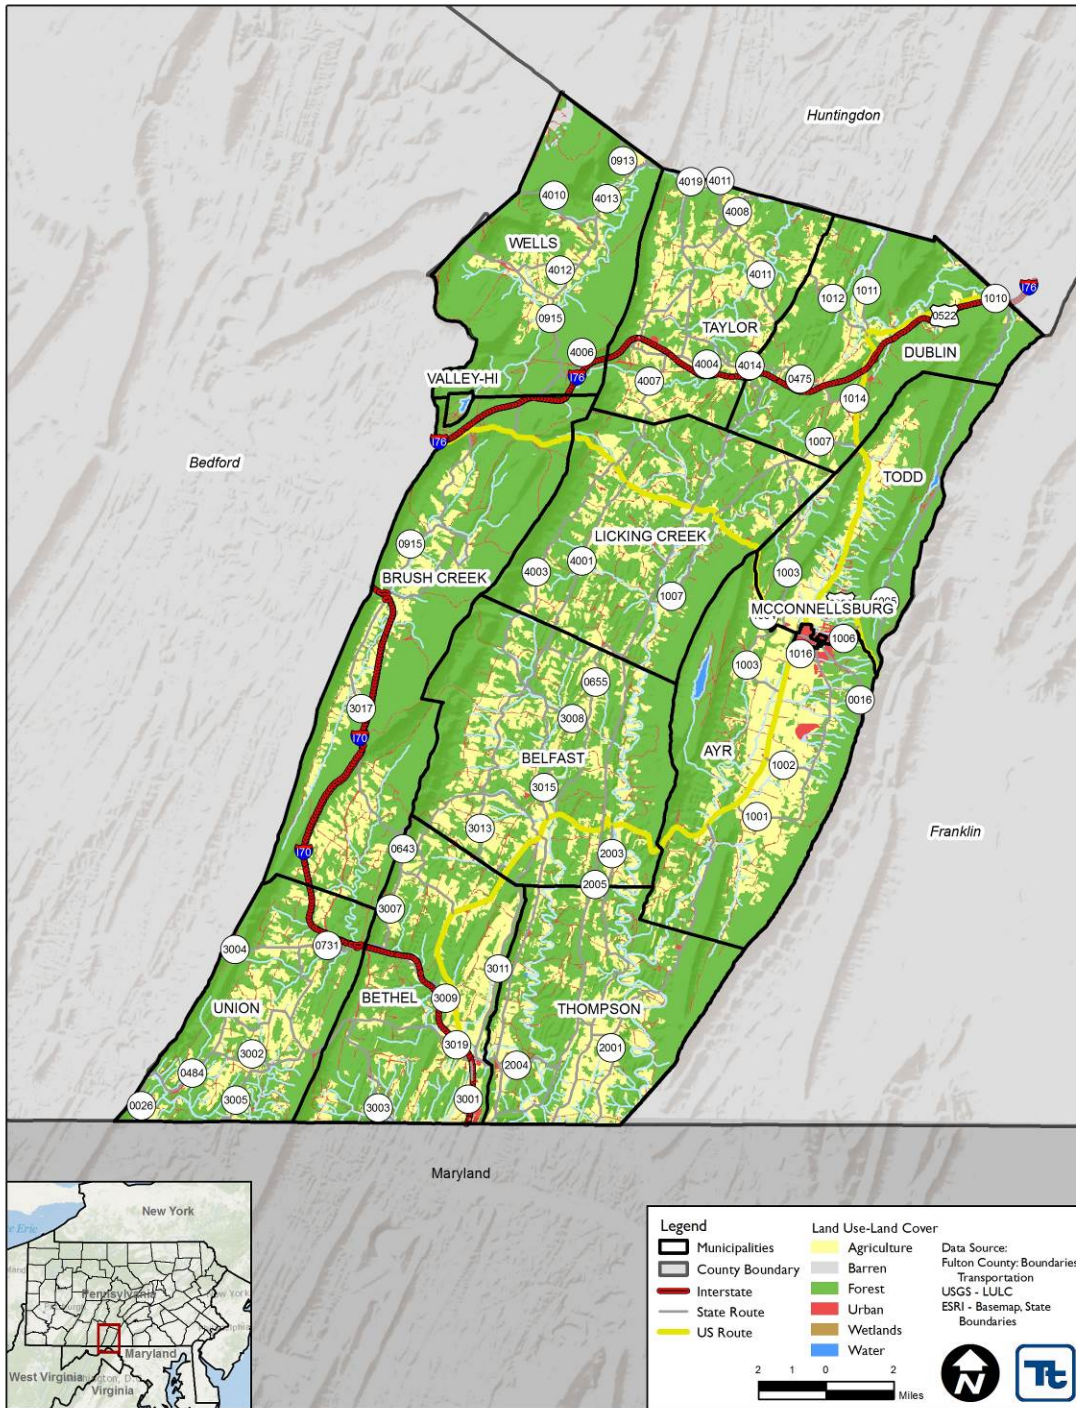 Huntingdon
0913
4019
4011
4010
4013
4008
WELLS
4012
4011
1012
1011
1010
I76
0522
0915
TAYLOR
DUBLIN
4006
4004
4014
VALLEY-HI
I76
4007
0475
1014
I76
1007
Bedford
TODD
0915
LICKING CREEK
4003
4001
1003
BRUSH CREEK
1007
MCCONNELLSBURG
1006
1016
1003
0655
0016
3017
3008
I70
AYR
BELFAST
1002
3015
1001
3013
Franklin
I70
0643
2003
2005
3007
3004
0731
3011
BETHEL
3009
UNION
THOMPSON
3019
2001
3002
2004
0484
0026
3005
3003
3001
Maryland
New York
Pennsylvania
Maryland
West Virginia
Virginia
Legend
Municipalities
County Boundary
Interstate
State Route
US Route
Land Use-Land Cover
Agriculture
Barren
Forest
Urban
Wetlands
Water
Data Source:
Fulton County: Boundaries
Transportation
USGS - LULC
ESRI - Basemap, State
Boundaries
2 1 0 2
Miles
N
Tt